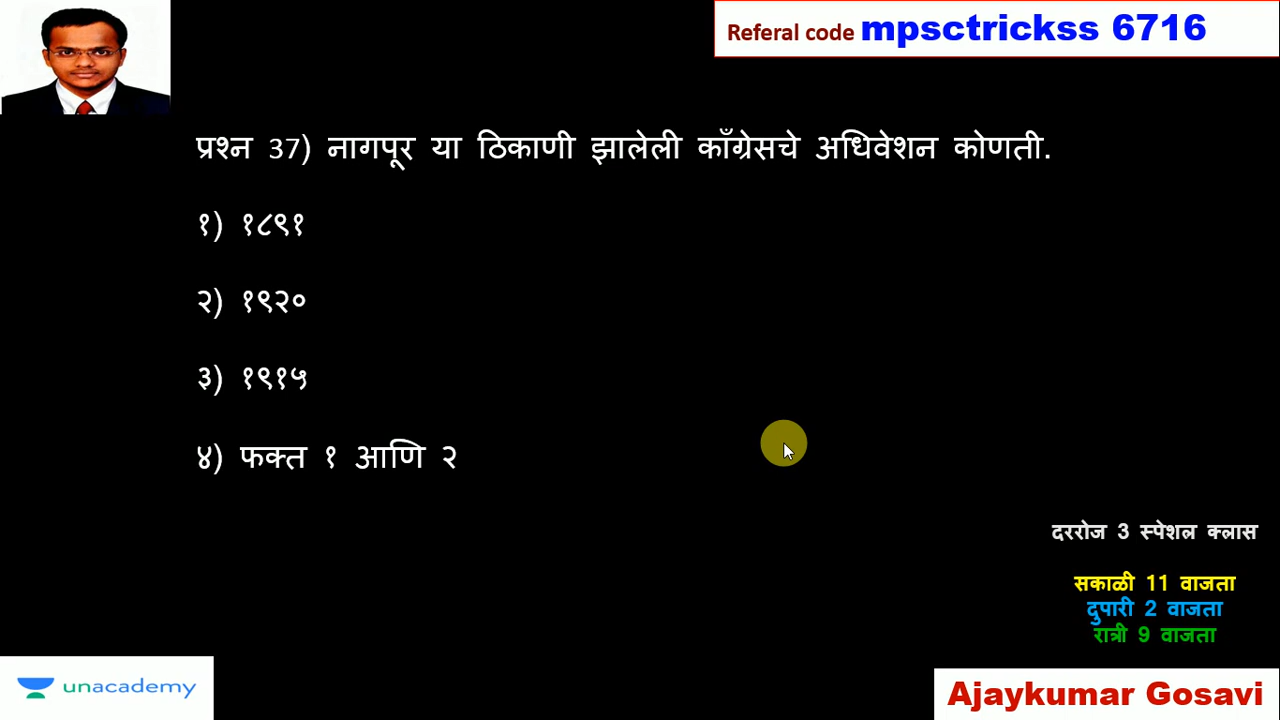 Referal code mpsctrickss 6716
प्रश्न 37) नागपूर या ठिकाणी झालेली काँग्रेसचे अधिवेशन कोणती.
१) १८९१
२) १९२०
३) १९१५
४) फक्त १ आणि २
दररोज 3 स्पेशल क्लास
सकाळी 11 वाजता
दुपारी 2 वाजता
रात्री 9 वाजता
unacademy
Ajaykumar Gosavi